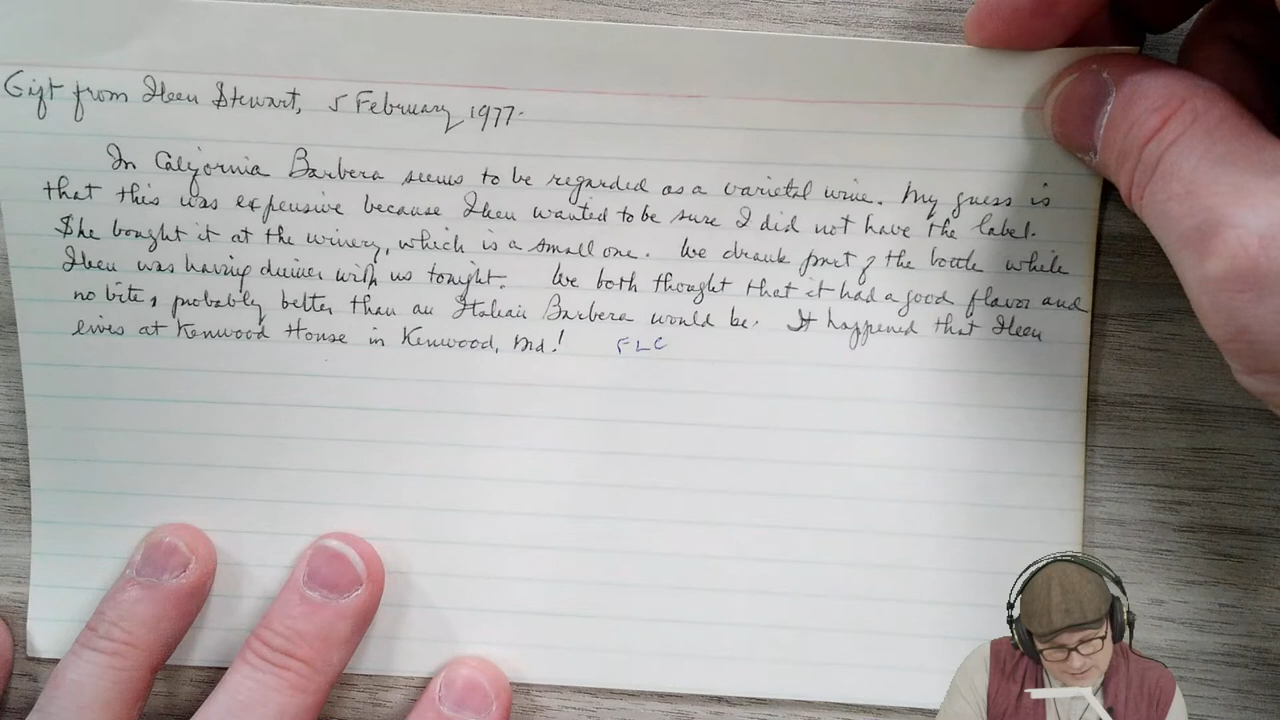 Gift from Ileen Stewart, 5 February 1977.
In California Barbera seems to be regarded as a varietal wine. My guess is
that this was expensive because Ileen wanted to be sure I did not have the label.
She bought it at the winery, which is a small one. We drank part of the bottle while
Ileen was having dinner with us tonight. We both thought that it had a good flavor and
no bite, probably better than an Italian Barbera would be. It happened that Ileen
lives at Kenwood House in Kenwood, Md! FLC